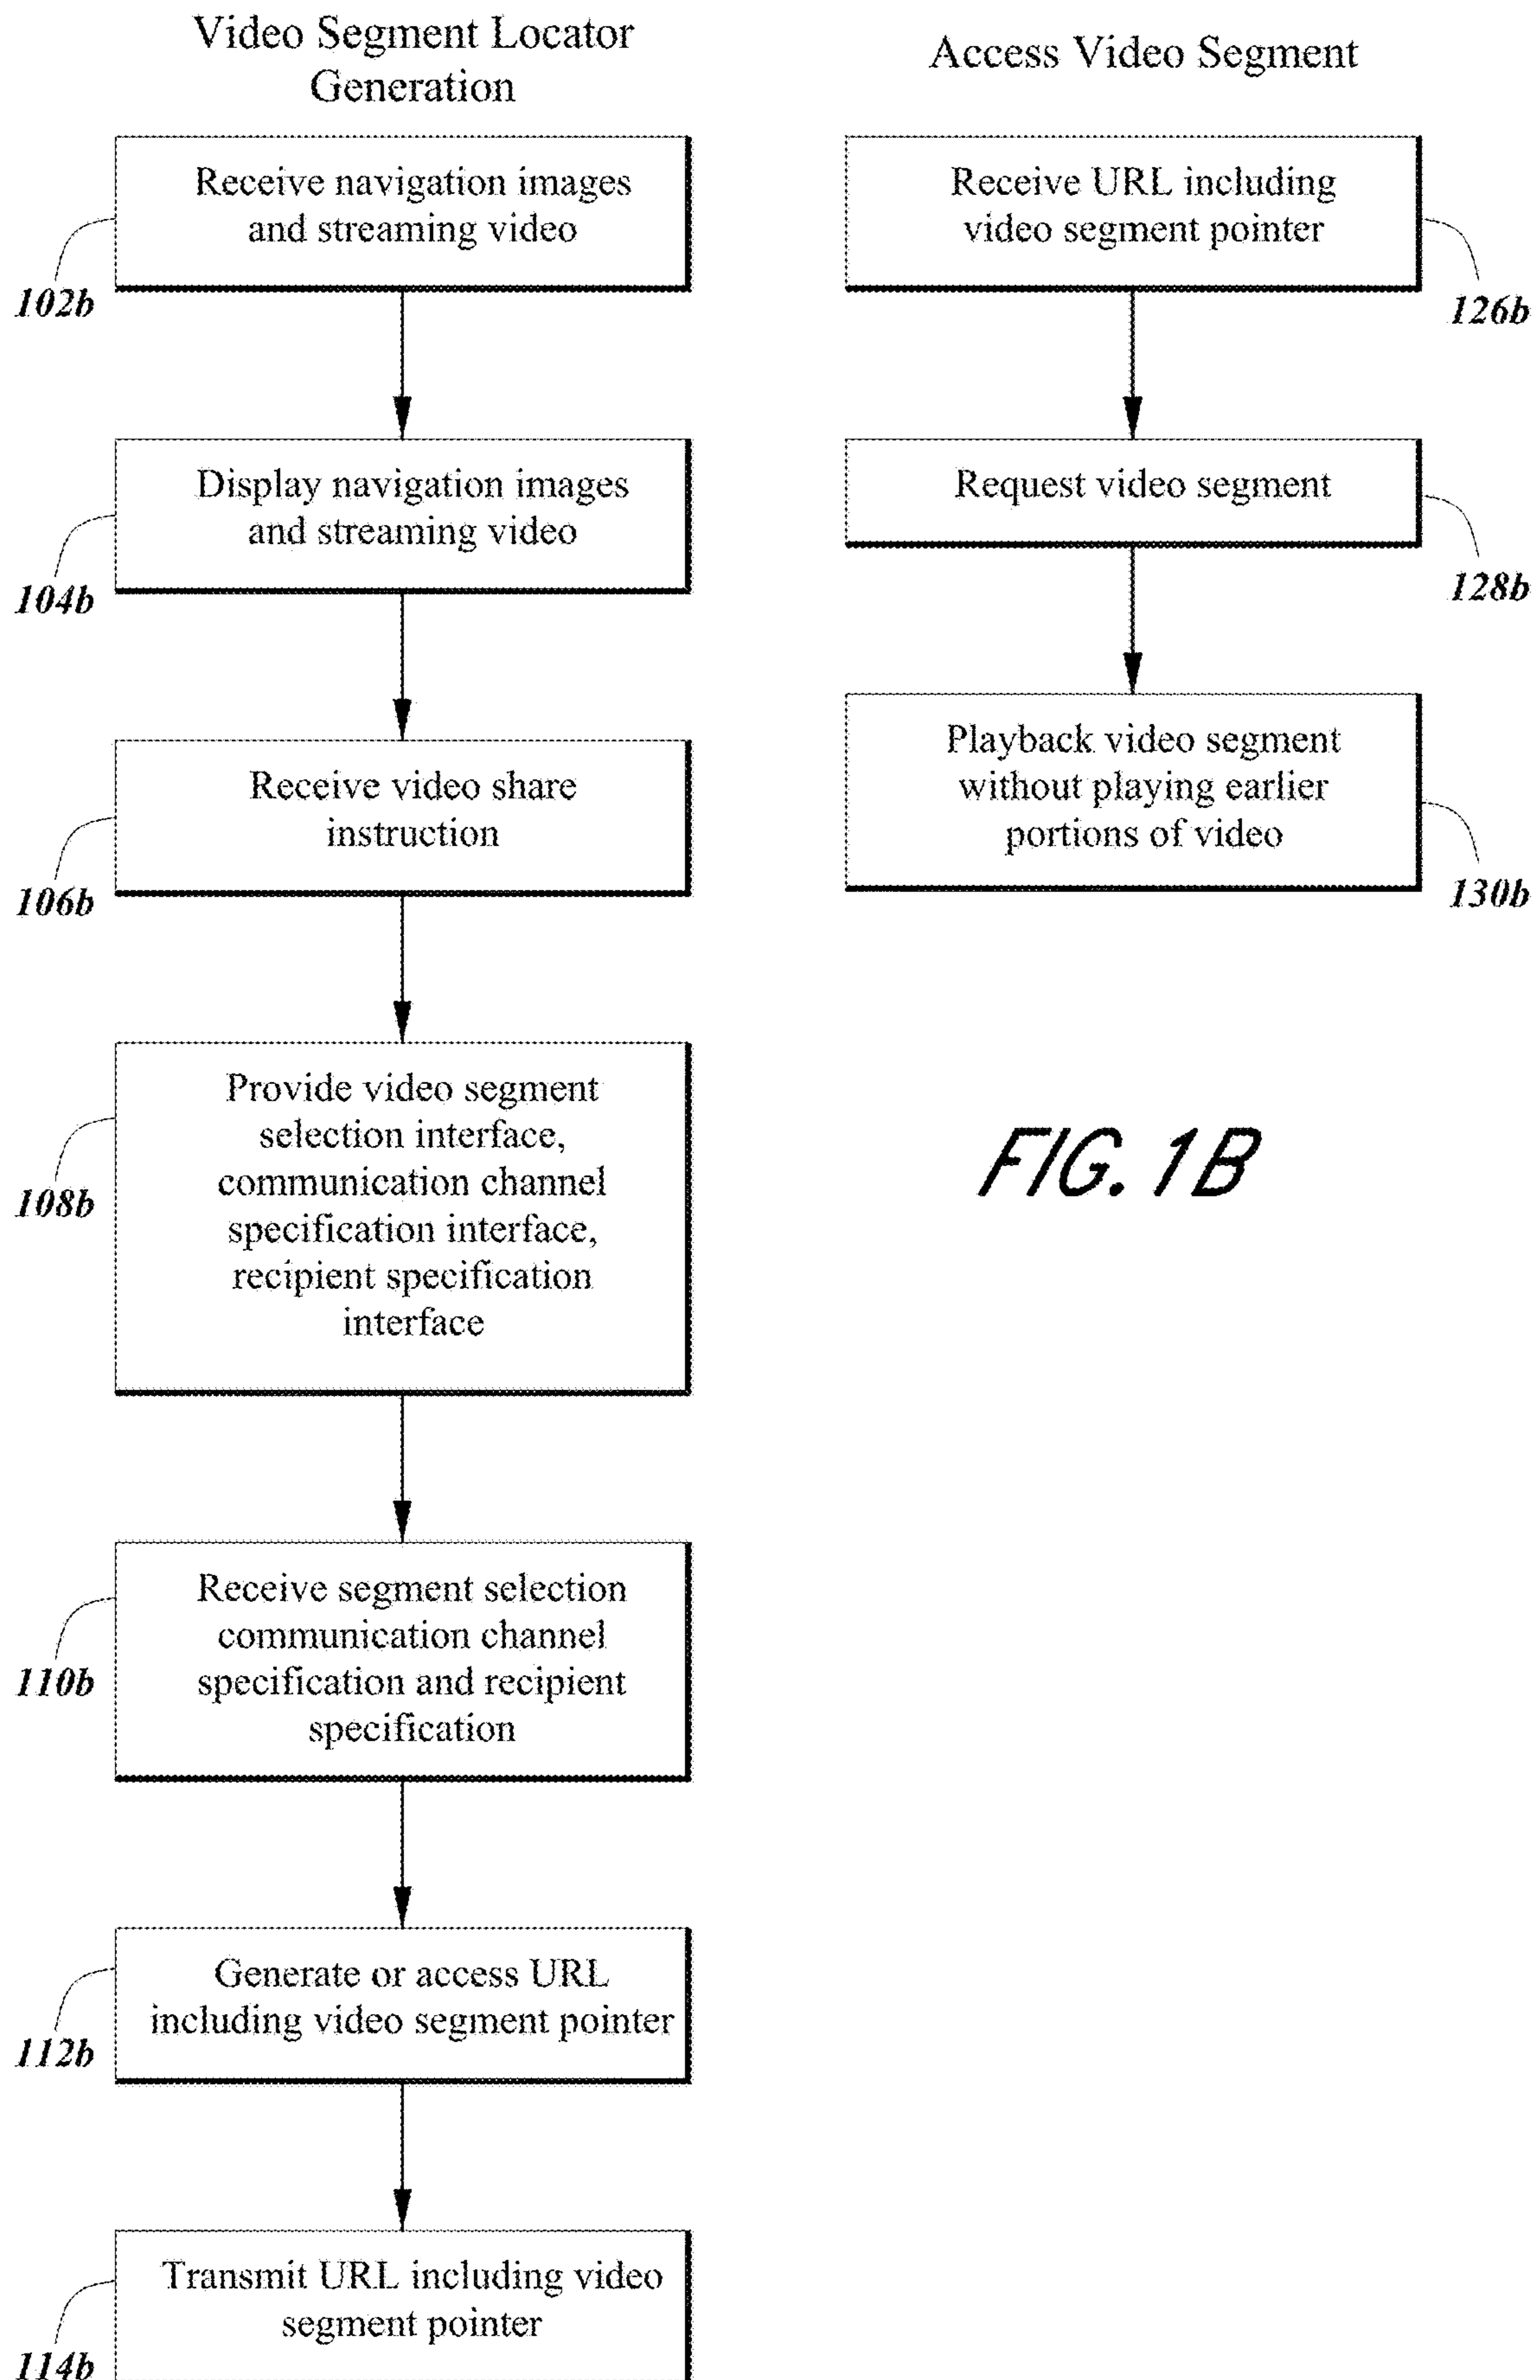 Video Segment Locator
Generation
Receive navigation images
and streaming video
102b
Display navigation images
and streaming video
104b
Receive video share
instruction
106b
Provide video segment
selection interface,
communication channel
specification interface,
recipient specification
interface
108b
Receive segment selection
communication channel
specification and recipient
specification
110b
Generate or access URL
including video segment pointer
112b
Transmit URL including video
segment pointer
114b
Access Video Segment
Receive URL including
video segment pointer
126b
Request video segment
128b
Playback video segment
without playing earlier
portions of video
130b
FIG. 1B